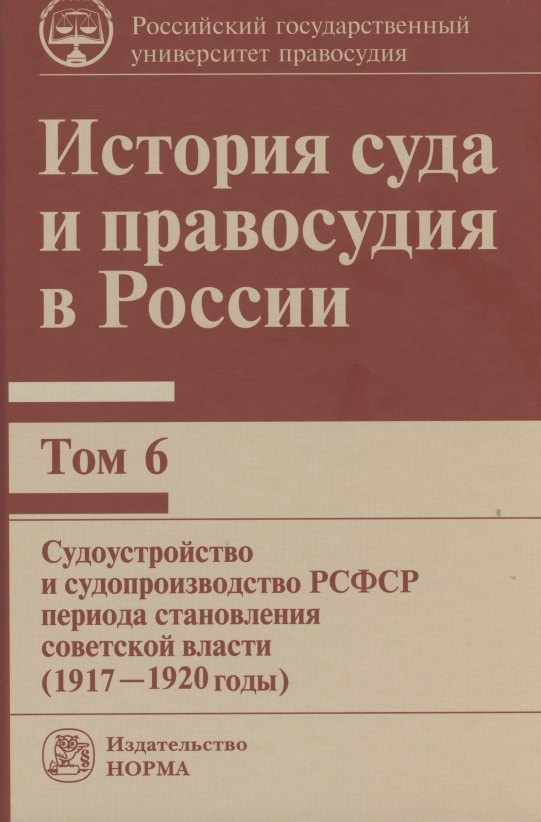 Российский государственный
университет правосудия
История суда
и правосудия
в России
Том 6
Судоустройство
и судопроизводство РСФСР
периода становления
советской власти
(1917—1920 годы)
Издательство
НОРМА